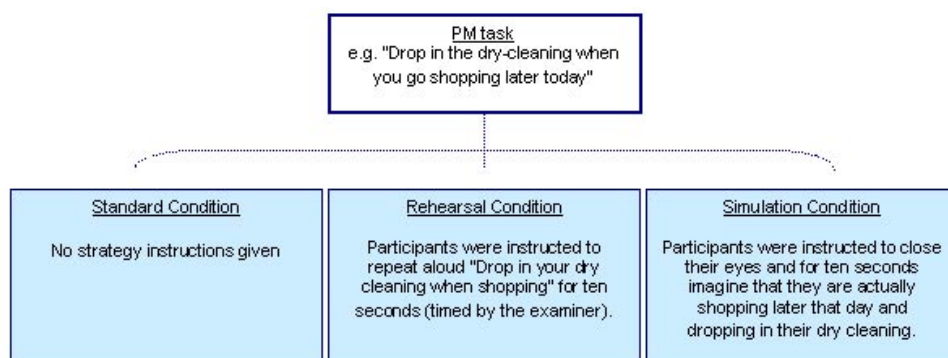 PM task
e.g. "Drop in the dry-cleaning when
you go shopping later today"
Standard Condition
No strategy instructions given
Rehearsal Condition
Participants were instructed to
repeat aloud "Drop in your dry
cleaning when shopping" for ten
seconds (timed by the examiner).
Simulation Condition
Participants were instructed to close
their eyes and for ten seconds
imagine that they are actually
shopping later that day and
dropping in their dry cleaning.